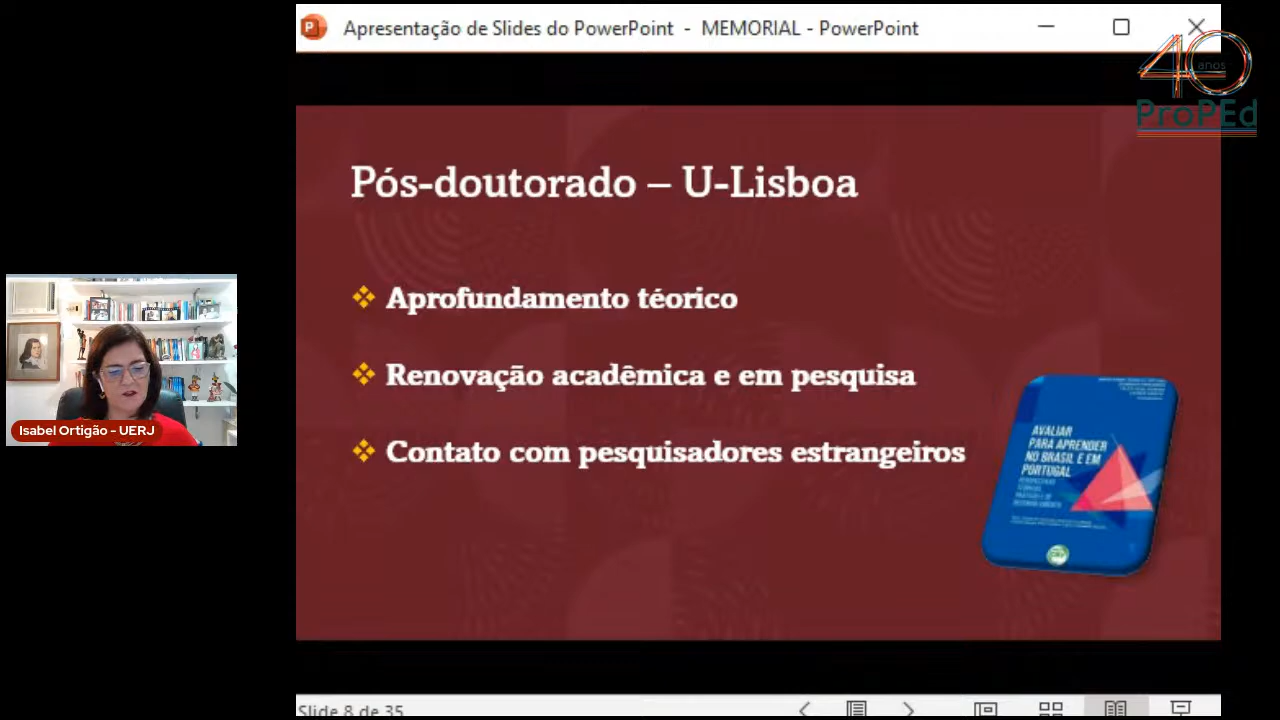 Apresentação de Slides do PowerPoint - MEMORIAL - PowerPoint
40 anos
ProPEd
Pós-doutorado – U-Lisboa
❖ Aprofundamento téorico
❖ Renovação acadêmica e em pesquisa
❖ Contato com pesquisadores estrangeiros
AVALIAR
PARA APRENDER
NO BRASIL E EM
PORTUGAL
Isabel Ortigão - UERJ
Slide 8 de 35